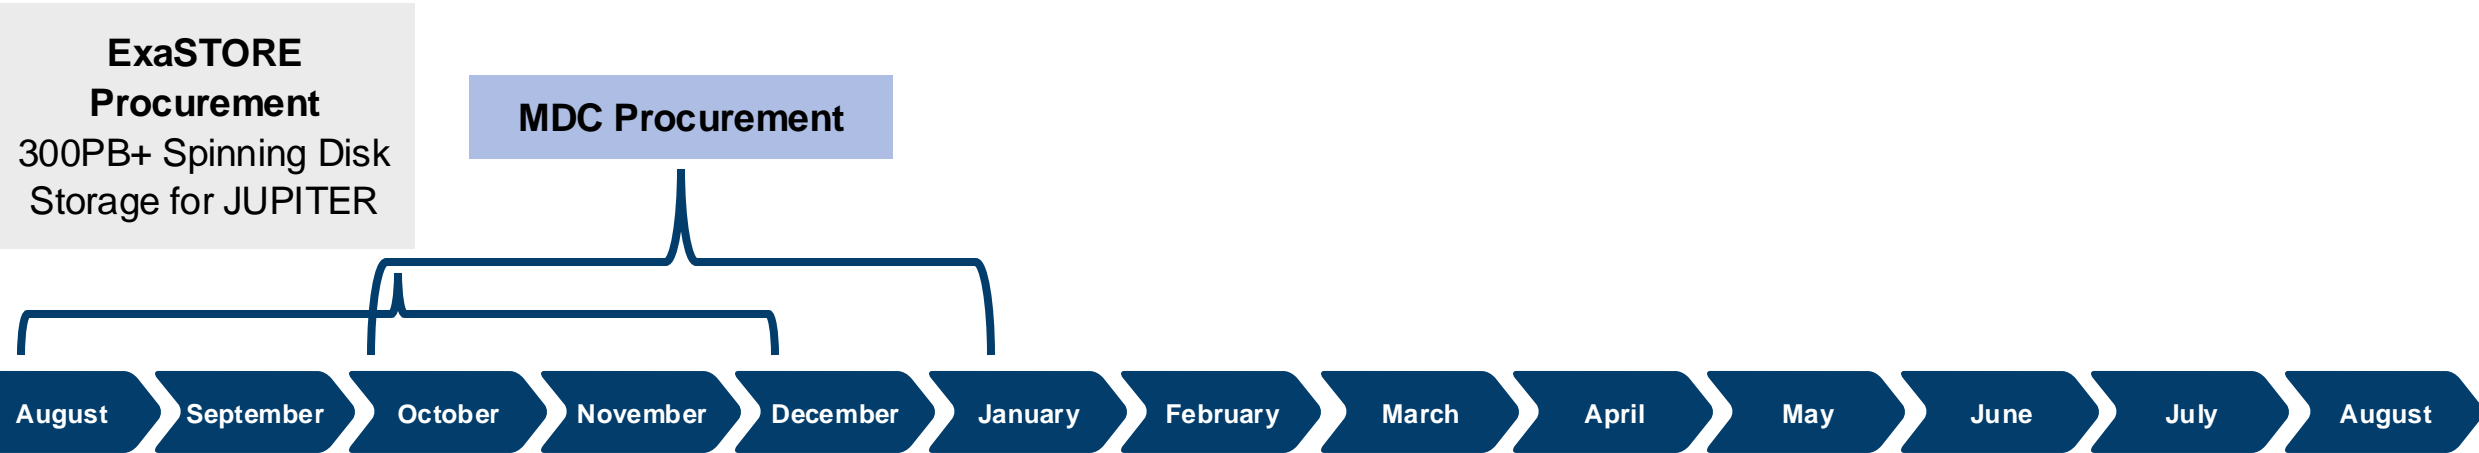 ExaSTORE
Procurement
300PB+ Spinning Disk
Storage for JUPITER
MDC Procurement
August
September
October
November
December
January
February
March
April
May
June
July
August